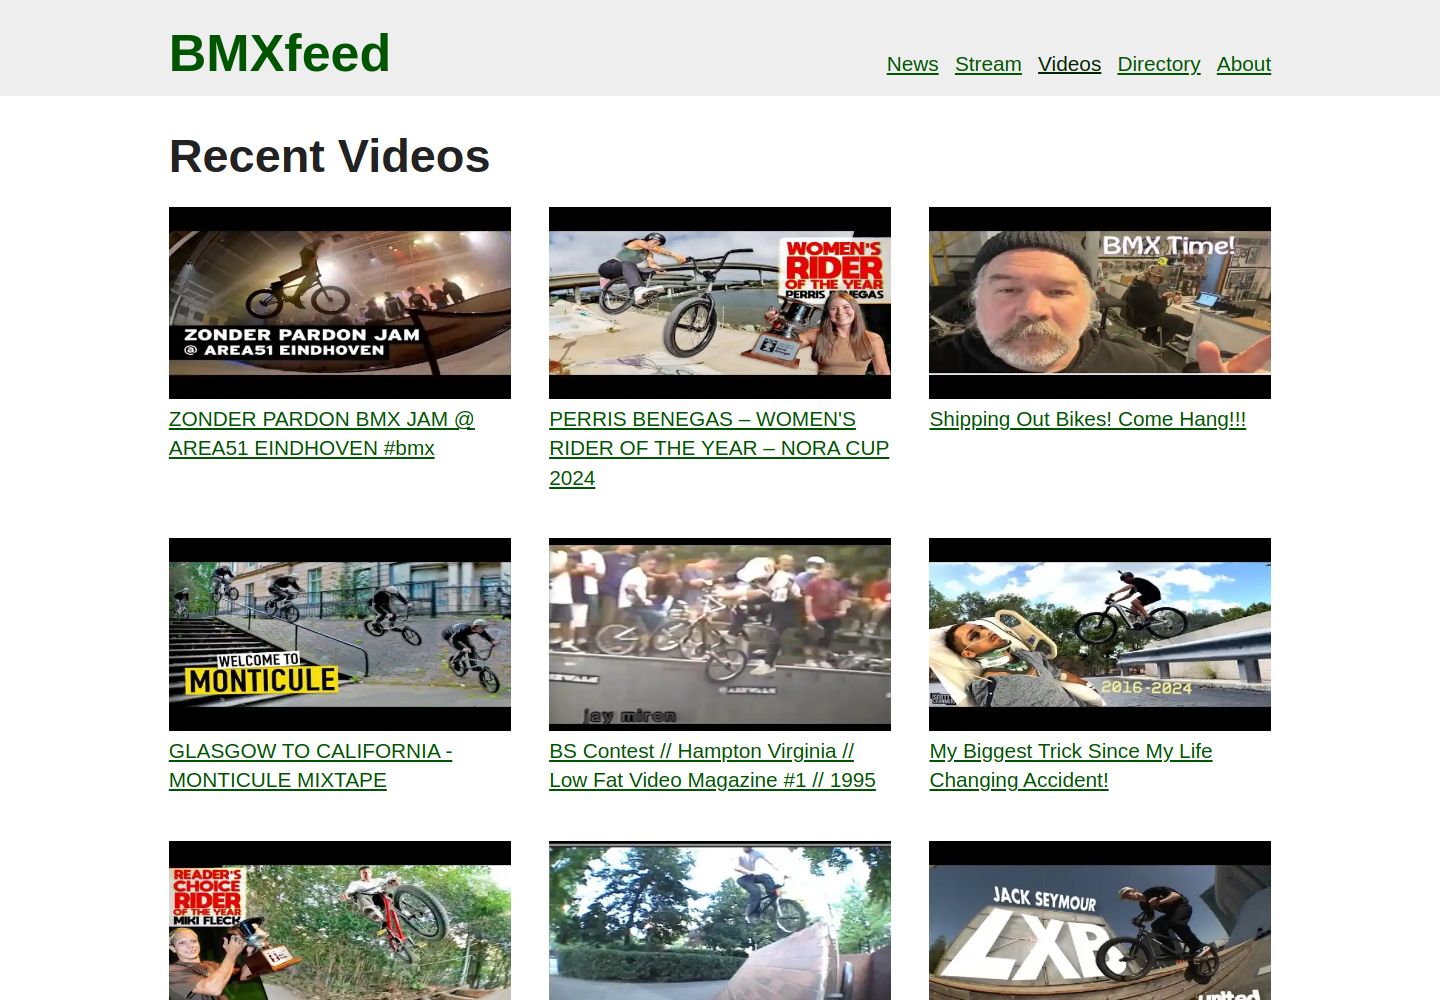 BMXfeed
News Stream Videos Directory About
Recent Videos
ZONDER PARDON JAM
@ AREA51 EINDHOVEN
WOMEN'S
RIDER
OF THE YEAR
PERRIS BENEGAS
BMX Time!
ZONDER PARDON BMX JAM @
AREA51 EINDHOVEN #bmx
PERRIS BENEGAS – WOMEN'S
RIDER OF THE YEAR – NORA CUP
2024
Shipping Out Bikes! Come Hang!!!
WELCOME TO
MONTICULE
jay miron
2016-2024
GLASGOW TO CALIFORNIA -
MONTICULE MIXTAPE
BS Contest // Hampton Virginia //
Low Fat Video Magazine #1 // 1995
My Biggest Trick Since My Life
Changing Accident!
READER'S
CHOICE
RIDER
OF THE YEAR
MIKI FLECK
JACK SEYMOUR
LXR
united